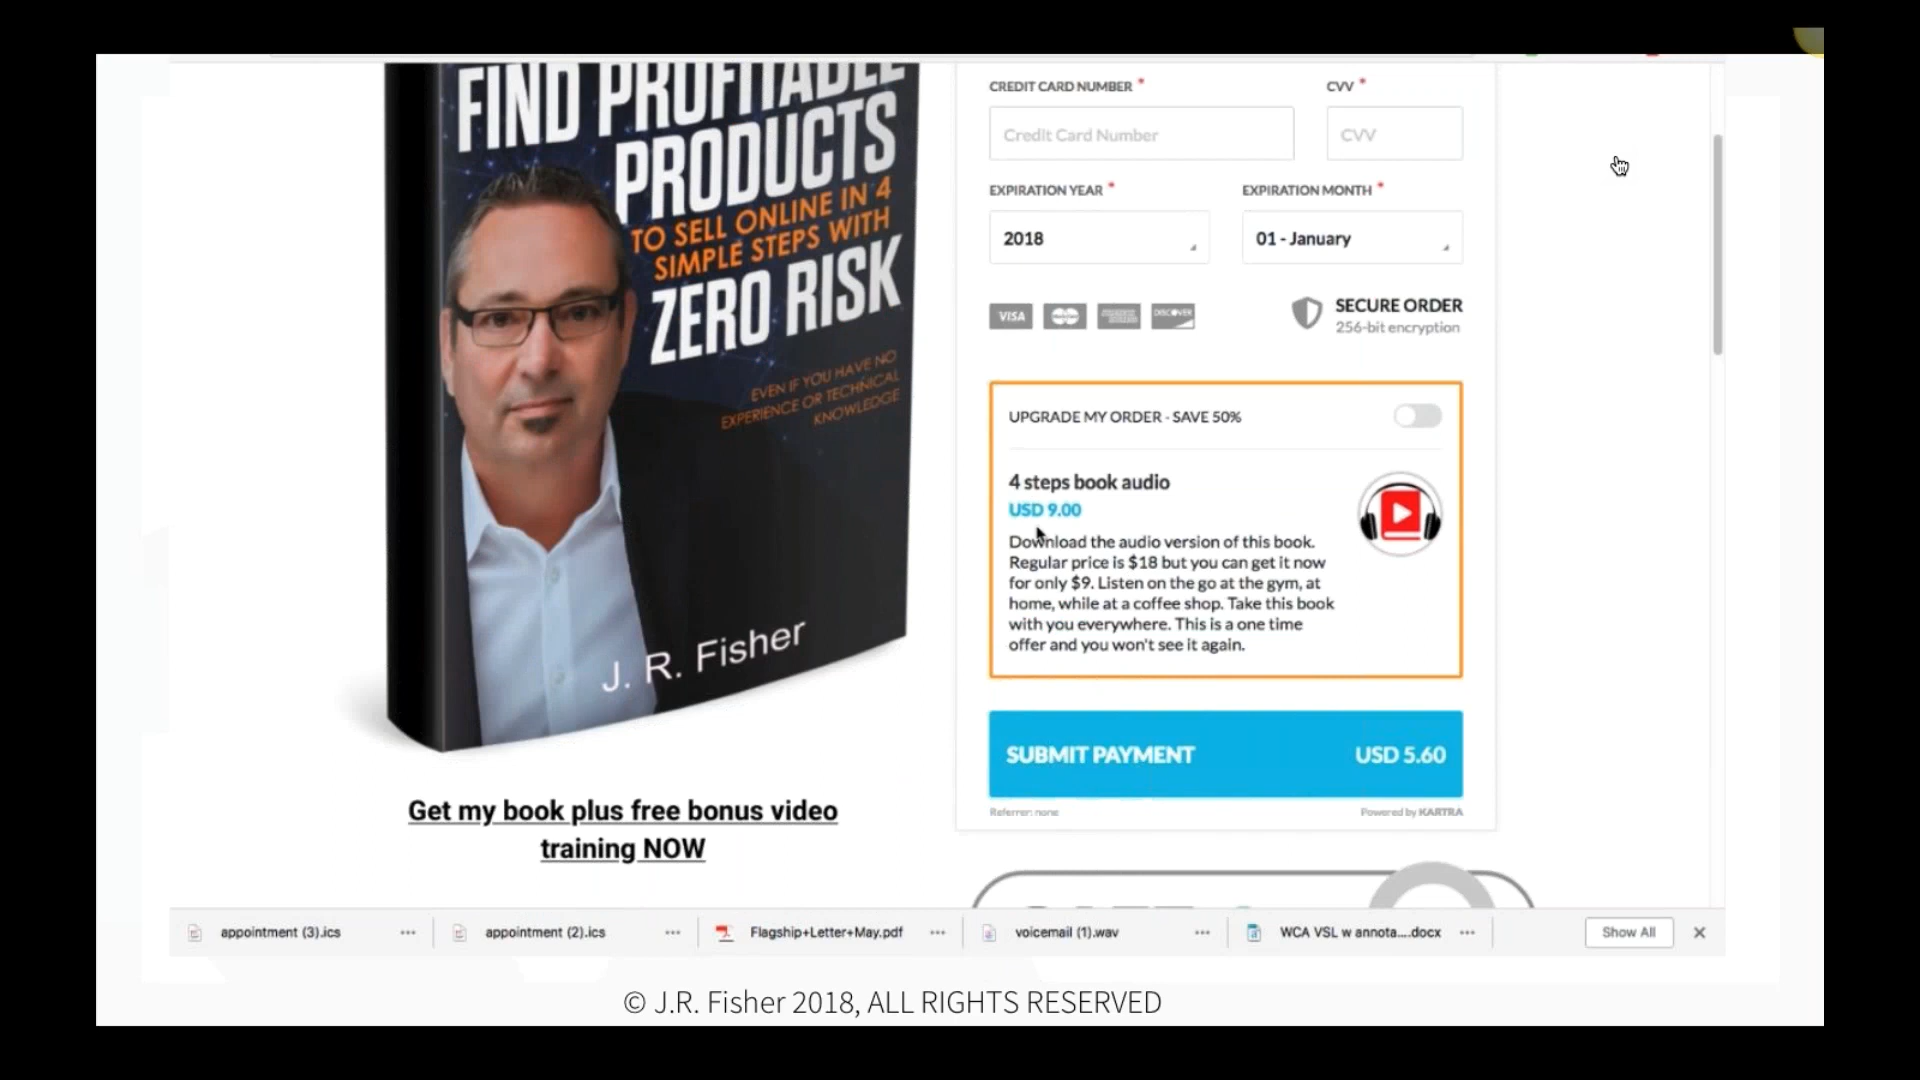 FIND PROFITABLE
PRODUCTS
TO SELL ONLINE IN 4
SIMPLE STEPS WITH
ZERO RISK
EVEN IF YOU HAVE NO
EXPERIENCE OR TECHNICAL
KNOWLEDGE
J. R. Fisher
Get my book plus free bonus video
training NOW
CREDIT CARD NUMBER * CVV *
Credit Card Number CVV
EXPIRATION YEAR * EXPIRATION MONTH *
2018 01 - January
VISA DISCOVER
SECURE ORDER
256-bit encryption
UPGRADE MY ORDER - SAVE 50%
4 steps book audio
USD 9.00
Download the audio version of this book.
Regular price is $18 but you can get it now
for only $9. Listen on the go at the gym, at
home, while at a coffee shop. Take this book
with you everywhere. This is a one time
offer and you won't see it again.
SUBMIT PAYMENT USD 5.60
Referrer: none Powered by KARTRA
appointment (3).ics appointment (2).ics Flagship+Letter+May.pdf voicemail (1).wav WCA VSL w annota....docx Show All
© J.R. Fisher 2018, ALL RIGHTS RESERVED